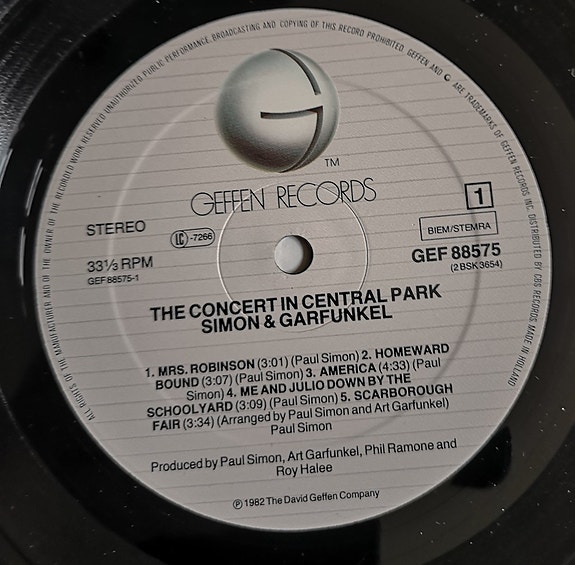 ALL RIGHTS OF THE MANUFACTURER AND OF THE OWNER OF THE RECORDED WORK RESERVED UNAUTHORIZED PUBLIC PERFORMANCE BROADCASTING AND COPYING OF THIS RECORD PROHIBITED. GEFFEN AND G ARE TRADEMARKS OF GEFFEN RECORDS INC. DISTRIBUTED BY CBS RECORDS MADE IN HOLLAND
TM
GEFFEN RECORDS
1
STEREO
LC -7266
BIEM/STEMRA
33⅓ RPM
GEF 88575
GEF 88575-1
(2 BSK 3654)
THE CONCERT IN CENTRAL PARK
SIMON & GARFUNKEL
1. MRS. ROBINSON (3:01) (Paul Simon) 2. HOMEWARD
BOUND (3:07) (Paul Simon) 3. AMERICA (4:33) (Paul
Simon) 4. ME AND JULIO DOWN BY THE
SCHOOLYARD (3:09) (Paul Simon) 5. SCARBOROUGH
FAIR (3:34) (Arranged by Paul Simon and Art Garfunkel)
Paul Simon
Produced by Paul Simon, Art Garfunkel, Phil Ramone and
Roy Halee
℗ 1982 The David Geffen Company